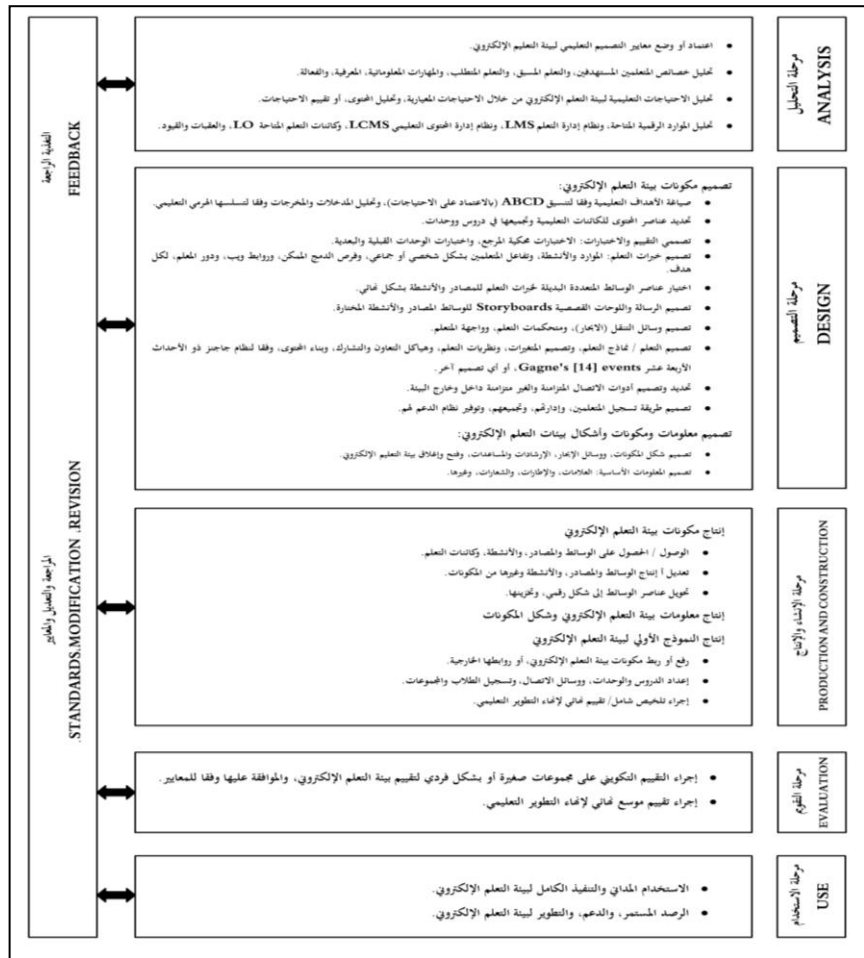 مرحلة التحليل
ANALYSIS
اعتماد أو وضع معايير التصميم التعليمي لبيئة التعليم الإلكتروني.
تحليل خصائص المتعلمين المستهدفين، والتعلم المسبق، والتعلم المتطلب، والمهارات المعلوماتية، المعرفية، والفعالة.
تحليل الاحتياجات التعليمية لبيئة التعلم الإلكتروني من خلال الاحتياجات المعيارية، وتحليل المحتوى، أو تقييم الاحتياجات.
تحليل الموارد الرقمية المتاحة، ونظام إدارة التعلم LMS، ونظام إدارة المحتوى التعليمي LCMS، وكائنات التعلم المتاحة LO، والعقبات والقيود.
مرحلة التصميم
DESIGN
تصميم مكونات بيئة التعلم الإلكتروني:
صياغة الأهداف التعليمية وفقا لتنسيق ABCD (بالاعتماد على الاحتياجات)، وتحليل المدخلات والمخرجات وفقا لتسلسها الهرمي التعليمي.
تحديد عناصر المحتوى للكائنات التعليمية وتجميعها في دروس ووحدات.
تصممي التقييم والاختبارات: الاختبارات محكية المرجع، واختبارات الوحدات القبلية والبعدية.
تصميم خبرات التعلم: الموارد والأنشطة، وتفاعل المتعلمين بشكل شخصي أو جماعي، وفرص الدمج الممكن، وروابط ويب، ودور المعلم، لكل
هدف.
اختيار عناصر الوسائط المتعددة البديلة لخبرات التعلم للمصادر والأنشطة بشكل نهائي.
تصميم الرسالة واللوحات القصصية Storyboards للوسائط المصادر والأنشطة المختارة.
تصميم وسائل التنقل (الابحار)، ومتحكمات التعلم، وواجهة المتعلم.
تصميم التعلم / نماذج التعلم، وتصميم المتغيرات، ونظريات التعلم، وهياكل التعاون والتشارك، وبناء المحتوى، وفقا لنظام جاجنز ذو الأحداث
الأربعة عشر Gagne's [14] events، أو أي تصميم آخر.
تحديد وتصميم أدوات الاتصال المتزامنة والغير متزامنة داخل وخارج البيئة.
تصميم طريقة تسجيل المتعلمين، وإدارتهم، وتجميعهم، وتوفير نظام الدعم لهم.
تصميم معلومات ومكونات وأشكال بيئات التعلم الإلكتروني:
تصميم شكل المكونات، ووسائل الإبحار، الإرشادات والمساعدات، وفتح وإغلاق بيئة التعليم الإلكتروني.
تصميم المعلومات الأساسية: العلامات، والإطارات، والشعارات، وغيرها.
مرحلة الإنشاء والإنتاج
PRODUCTION AND CONSTRUCTION
إنتاج مكونات بيئة التعلم الإلكتروني
الوصول / الحصول على الوسائط والمصادر، والأنشطة، وكائنات التعلم.
تعديل أ إنتاج الوسائط والمصادر، والأنشطة وغيرها من المكونات.
تحويل عناصر الوسائط إلى شكل رقمي، وتخزينها.
إنتاج معلومات بيئة التعلم الإلكتروني وشكل المكونات
إنتاج النموذج الأولي لبيئة التعلم الإلكتروني
رفع أو ربط مكونات بيئة التعلم الإلكتروني، أو روابطها الخارجية.
إعداد الدروس والوحدات، ووسائل الاتصال، وتسجيل الطلاب والمجموعات.
إجراء تلخيص شامل/ تقييم نهائي لإنهاء التطوير التعليمي.
مرحلة التقويم
EVALUATION
إجراء التقييم التكويني على مجموعات صغيرة أو بشكل فردي لتقييم بيئة التعلم الإلكتروني، والموافقة عليها وفقا للمعايير.
إجراء تقييم موسع نهائي لإنهاء التطوير التعليمي.
مرحلة الاستخدام
USE
الاستخدام المداني والتنفيذ الكامل لبيئة التعلم الإلكتروني.
الرصد المستمر، والدعم، والتطوير لبيئة التعلم الإلكتروني.
التغذية الراجعة
FEEDBACK
المراجعة والتعديل والمعايير
.STANDARDS.MODIFICATION .REVISION